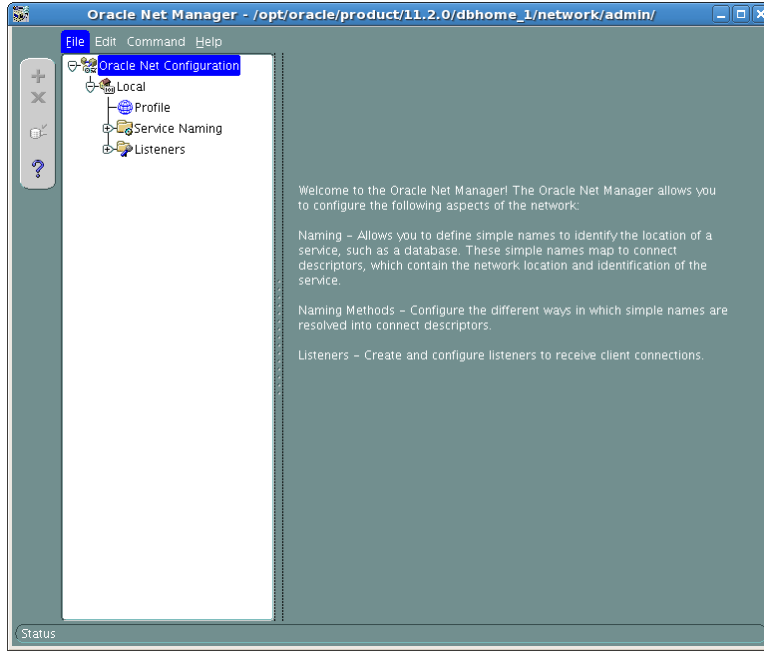 Oracle Net Manager - /opt/oracle/product/11.2.0/dbhome_1/network/admin/
File Edit Command Help
Oracle Net Configuration
Local
Profile
Service Naming
Listeners
Welcome to the Oracle Net Manager! The Oracle Net Manager allows you
to configure the following aspects of the network:
Naming – Allows you to define simple names to identify the location of a
service, such as a database. These simple names map to connect
descriptors, which contain the network location and identification of the
service.
Naming Methods – Configure the different ways in which simple names are
resolved into connect descriptors.
Listeners – Create and configure listeners to receive client connections.
Status